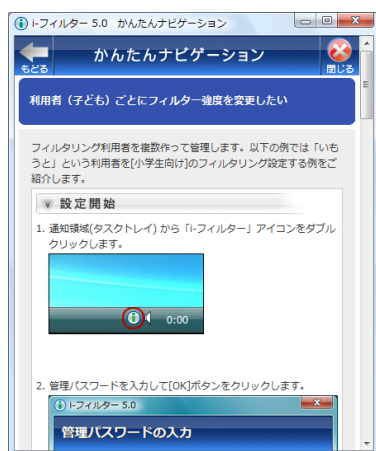 i-フィルター 5.0 かんたんナビゲーション
かんたんナビゲーション
もどる
閉じる
利用者（子ども）ごとにフィルター強度を変更したい
フィルタリング利用者を複数作って管理します。以下の例では「いも
うと」という利用者を[小学生向け]のフィルタリング設定する例をご
紹介します。
設定開始
1. 通知領域(タスクトレイ) から「i-フィルター」アイコンをダブル
クリックします。
0:00
2. 管理パスワードを入力して[OK]ボタンをクリックします。
i-フィルター 5.0
管理パスワードの入力